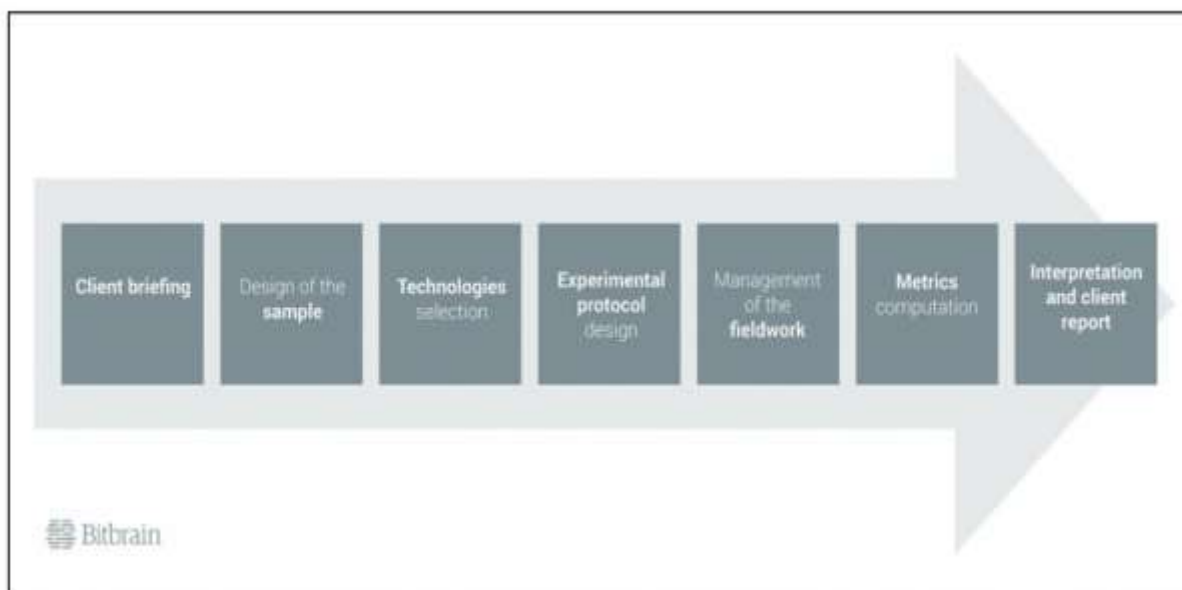 Client briefing
Design of the
sample
Technologies
selection
Experimental
protocol
design
Management
of the
fieldwork
Metrics
computation
Interpretation
and client
report
Bitbrain